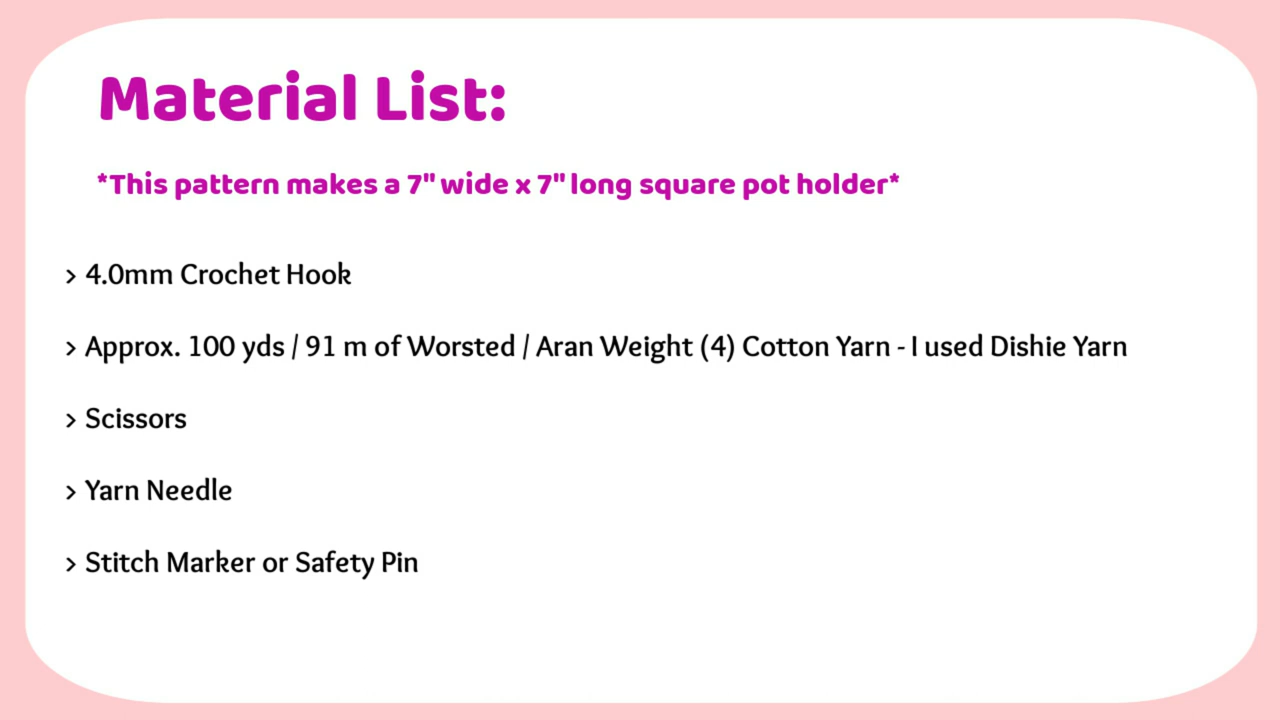 Material List:
*This pattern makes a 7" wide x 7" long square pot holder*
> 4.0mm Crochet Hook
> Approx. 100 yds / 91 m of Worsted / Aran Weight (4) Cotton Yarn - I used Dishie Yarn
> Scissors
> Yarn Needle
> Stitch Marker or Safety Pin